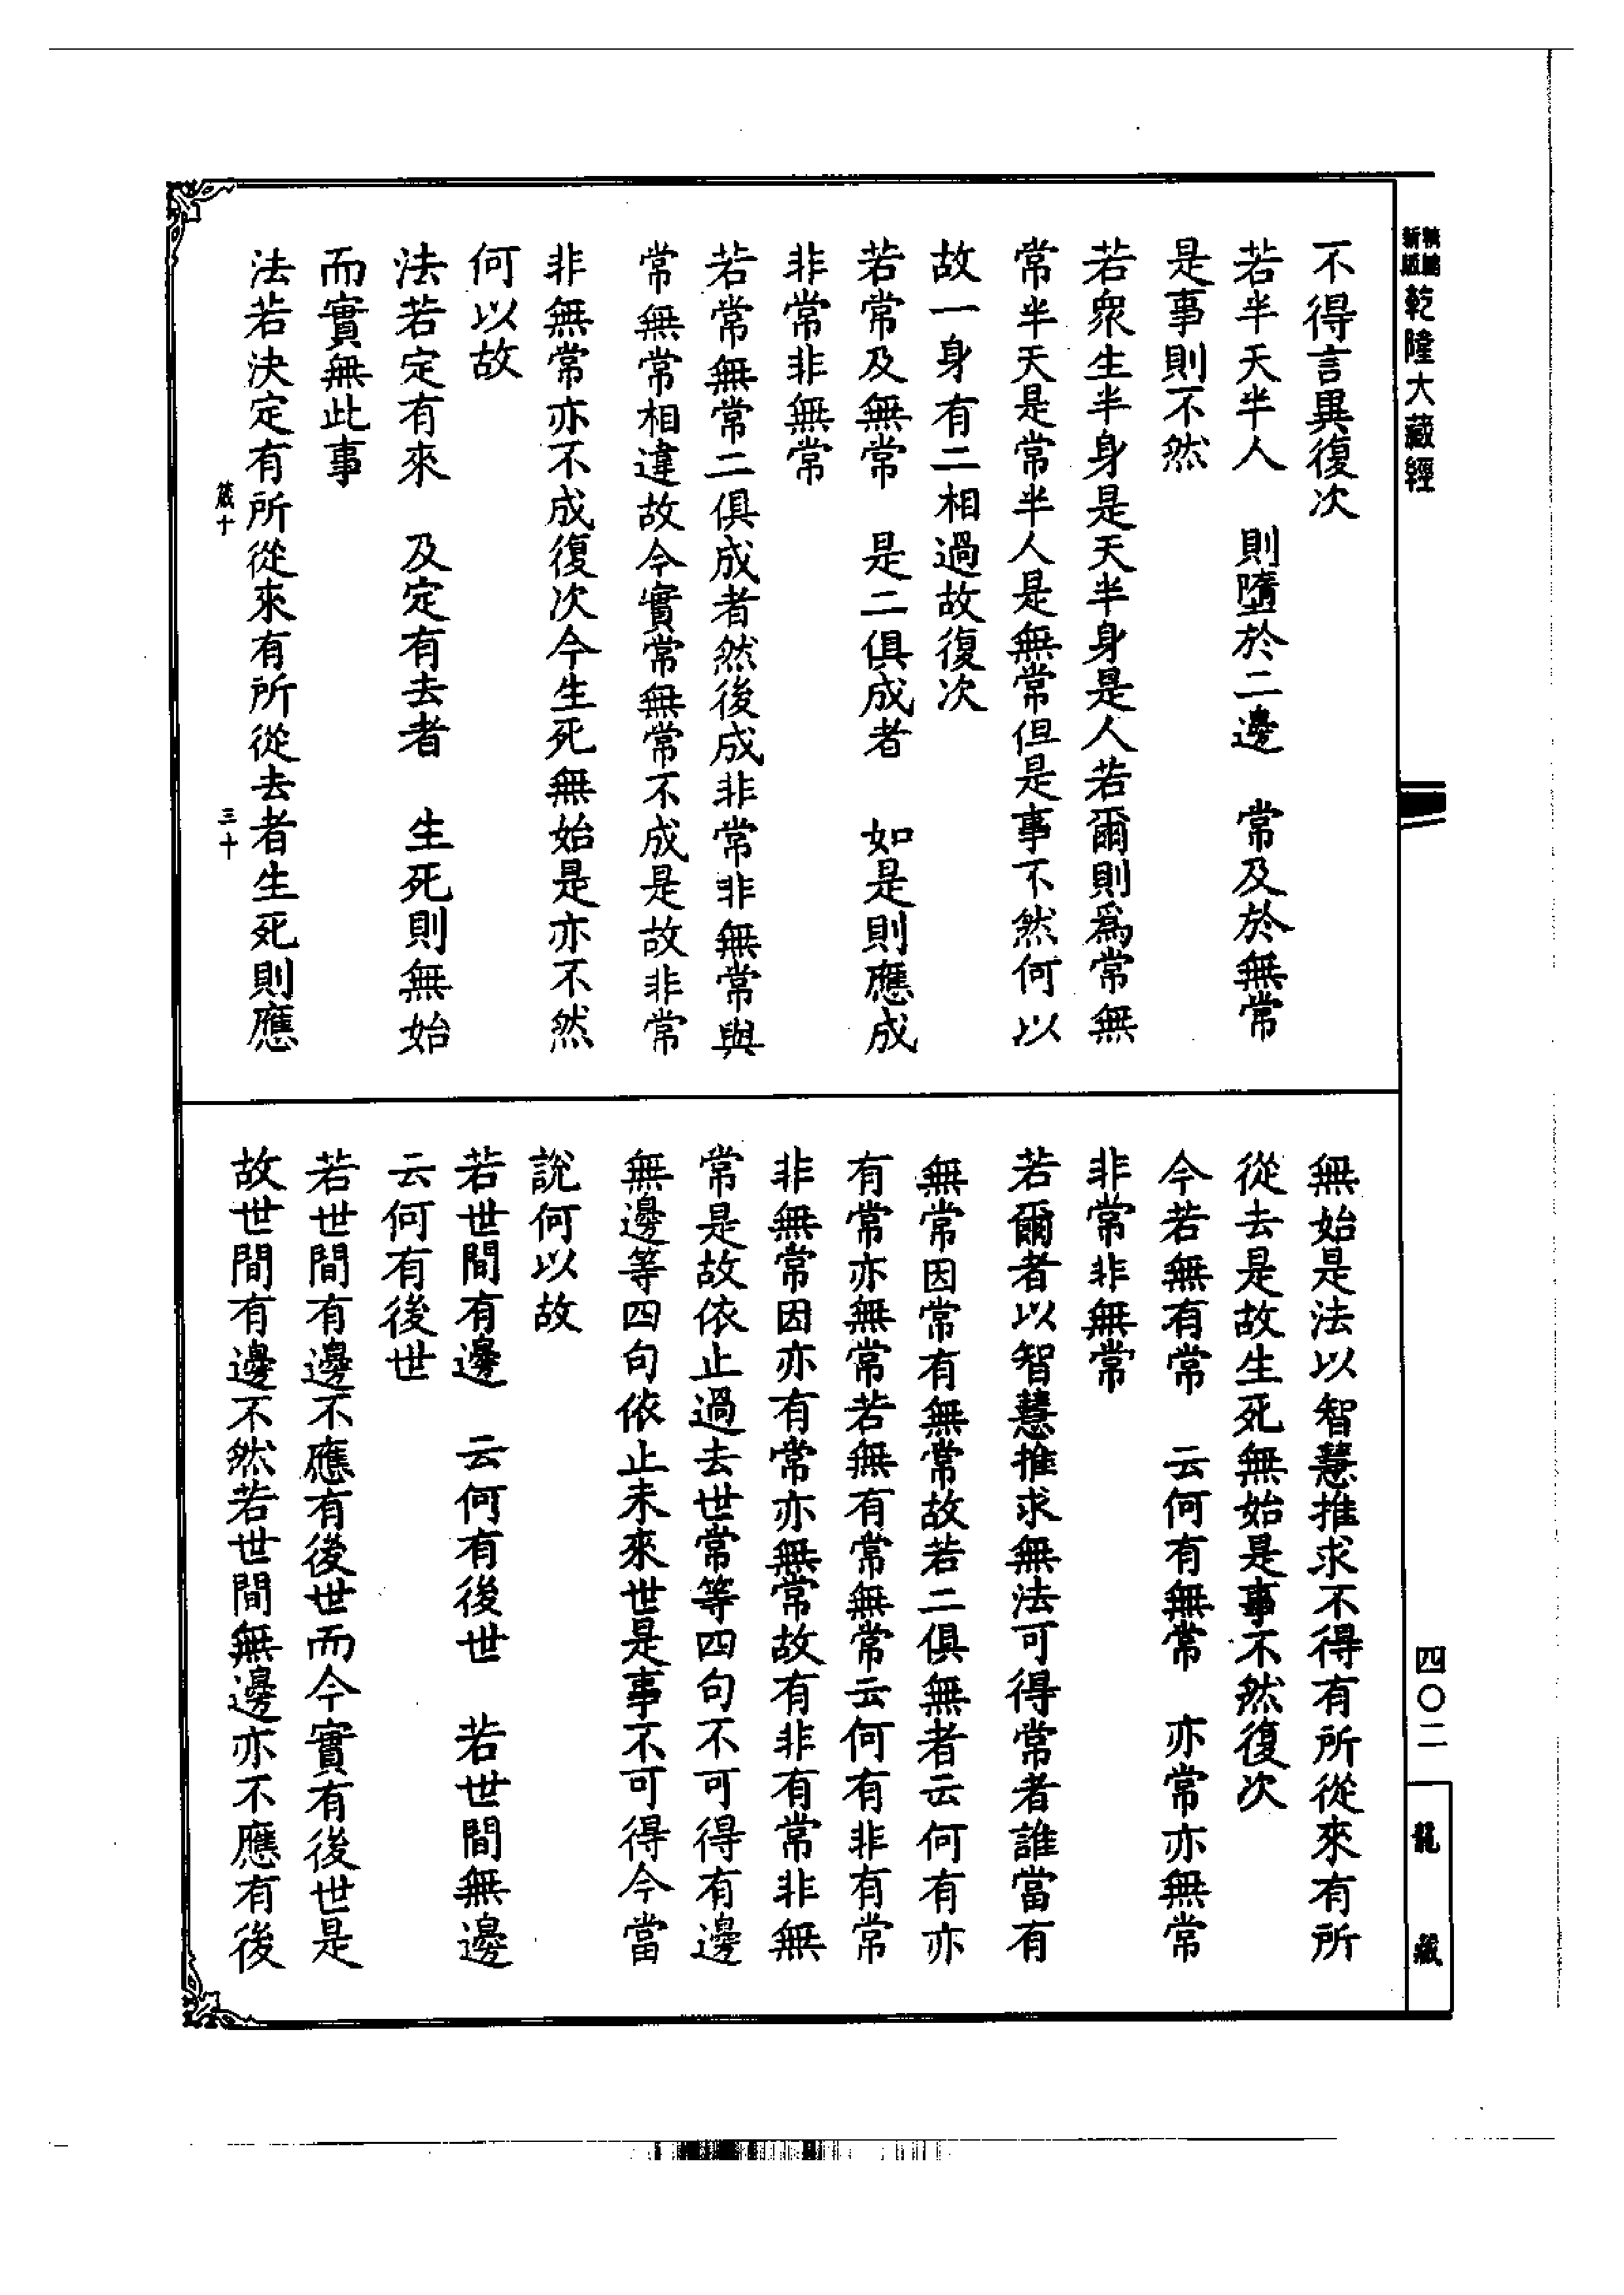 新版
乾隆大藏經
不得言異復次
若半天半人　則墮於二邊　常及於無常
是事則不然
若衆生半身是天半身是人若爾則爲常無
常半天是常半人是無常但是事不然何以
故一身有二相過故復次
若常及無常　是二俱成者　如是則應成
非常非無常
若常無常二俱成者然後成非常非無常與
常無常相違故今實常無常不成是故非常
非無常亦不成復次今生死無始是亦不然
何以故
法若定有來　及定有去者　生死則無始
而實無此事
法若決定有所從來有所從去者生死則應
箴十　三十
無始是法以智慧推求不得有所從來有所
從去是故生死無始是事不然復次
今若無有常　云何有無常　亦常亦無常
非常非無常
若爾者以智慧推求無法可得常者誰當有
無常因常有無常故若二俱無者云何有亦
有常亦無常若無有常無常云何有非有常
非無常因亦有常亦無常故有非有常非無
常是故依止過去世常等四句不可得有邊
無邊等四句依止未來世是事不可得今當
說何以故
若世間有邊　云何有後世　若世間無邊
云何有後世
若世間有邊不應有後世而今實有後世是
故世間有邊不然若世間無邊亦不應有後
四〇二
龍藏